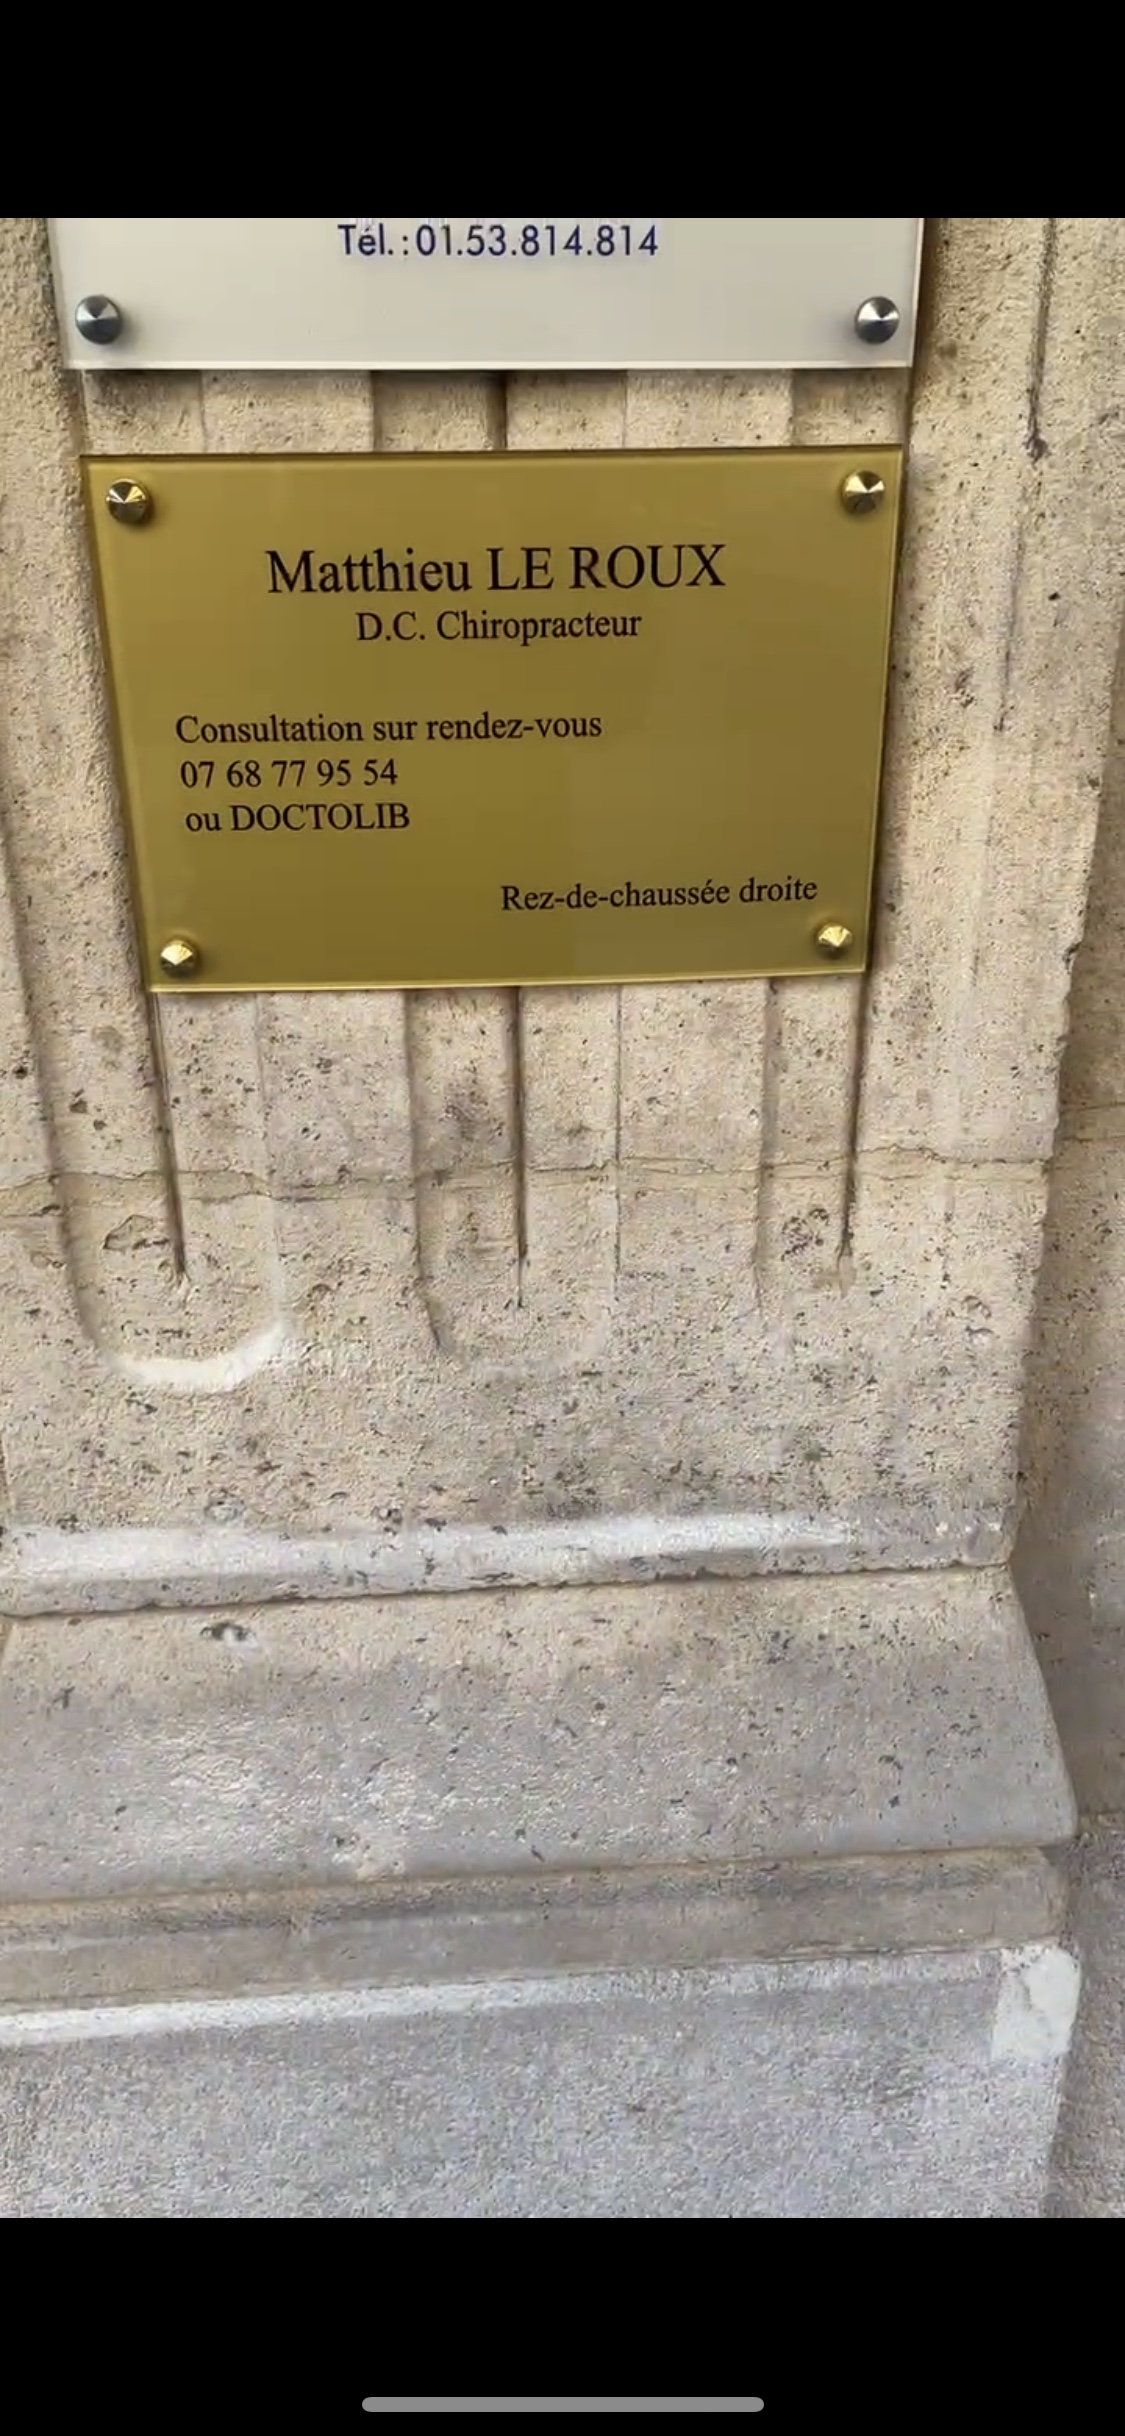 Tél.:01.53.814.814
Matthieu LE ROUX
D.C. Chiropracteur
Consultation sur rendez-vous
07 68 77 95 54
ou DOCTOLIB
Rez-de-chaussée droite